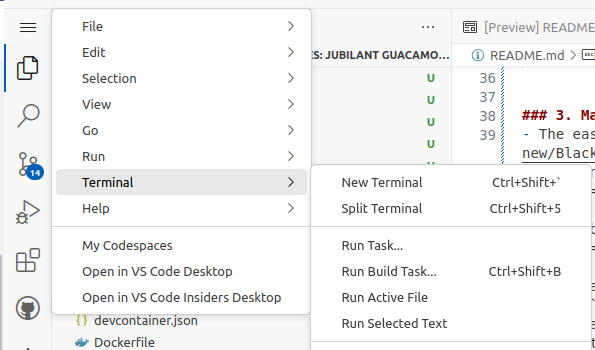 File
Edit
Selection
View
Go
Run
Terminal
Help
My Codespaces
Open in VS Code Desktop
Open in VS Code Insiders Desktop
New Terminal Ctrl+Shift+`
Split Terminal Ctrl+Shift+5
Run Task...
Run Build Task... Ctrl+Shift+B
Run Active File
Run Selected Text
14
ES: JUBILANT GUACAMO...
U
U
U
U
devcontainer.json
Dockerfile
[Preview] README
README.md
36
37
38 ### 3. Ma
39 - The eas
new/Black